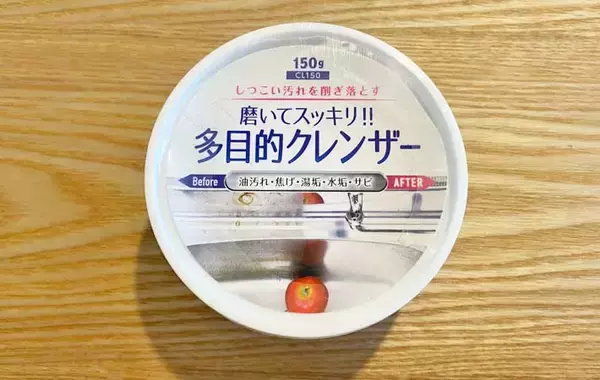 150g
CL150
しつこい汚れを削ぎ落とす
磨いてスッキリ!!
多目的クレンザー
Before 油汚れ・焦げ・湯垢・水垢・サビ AFTER